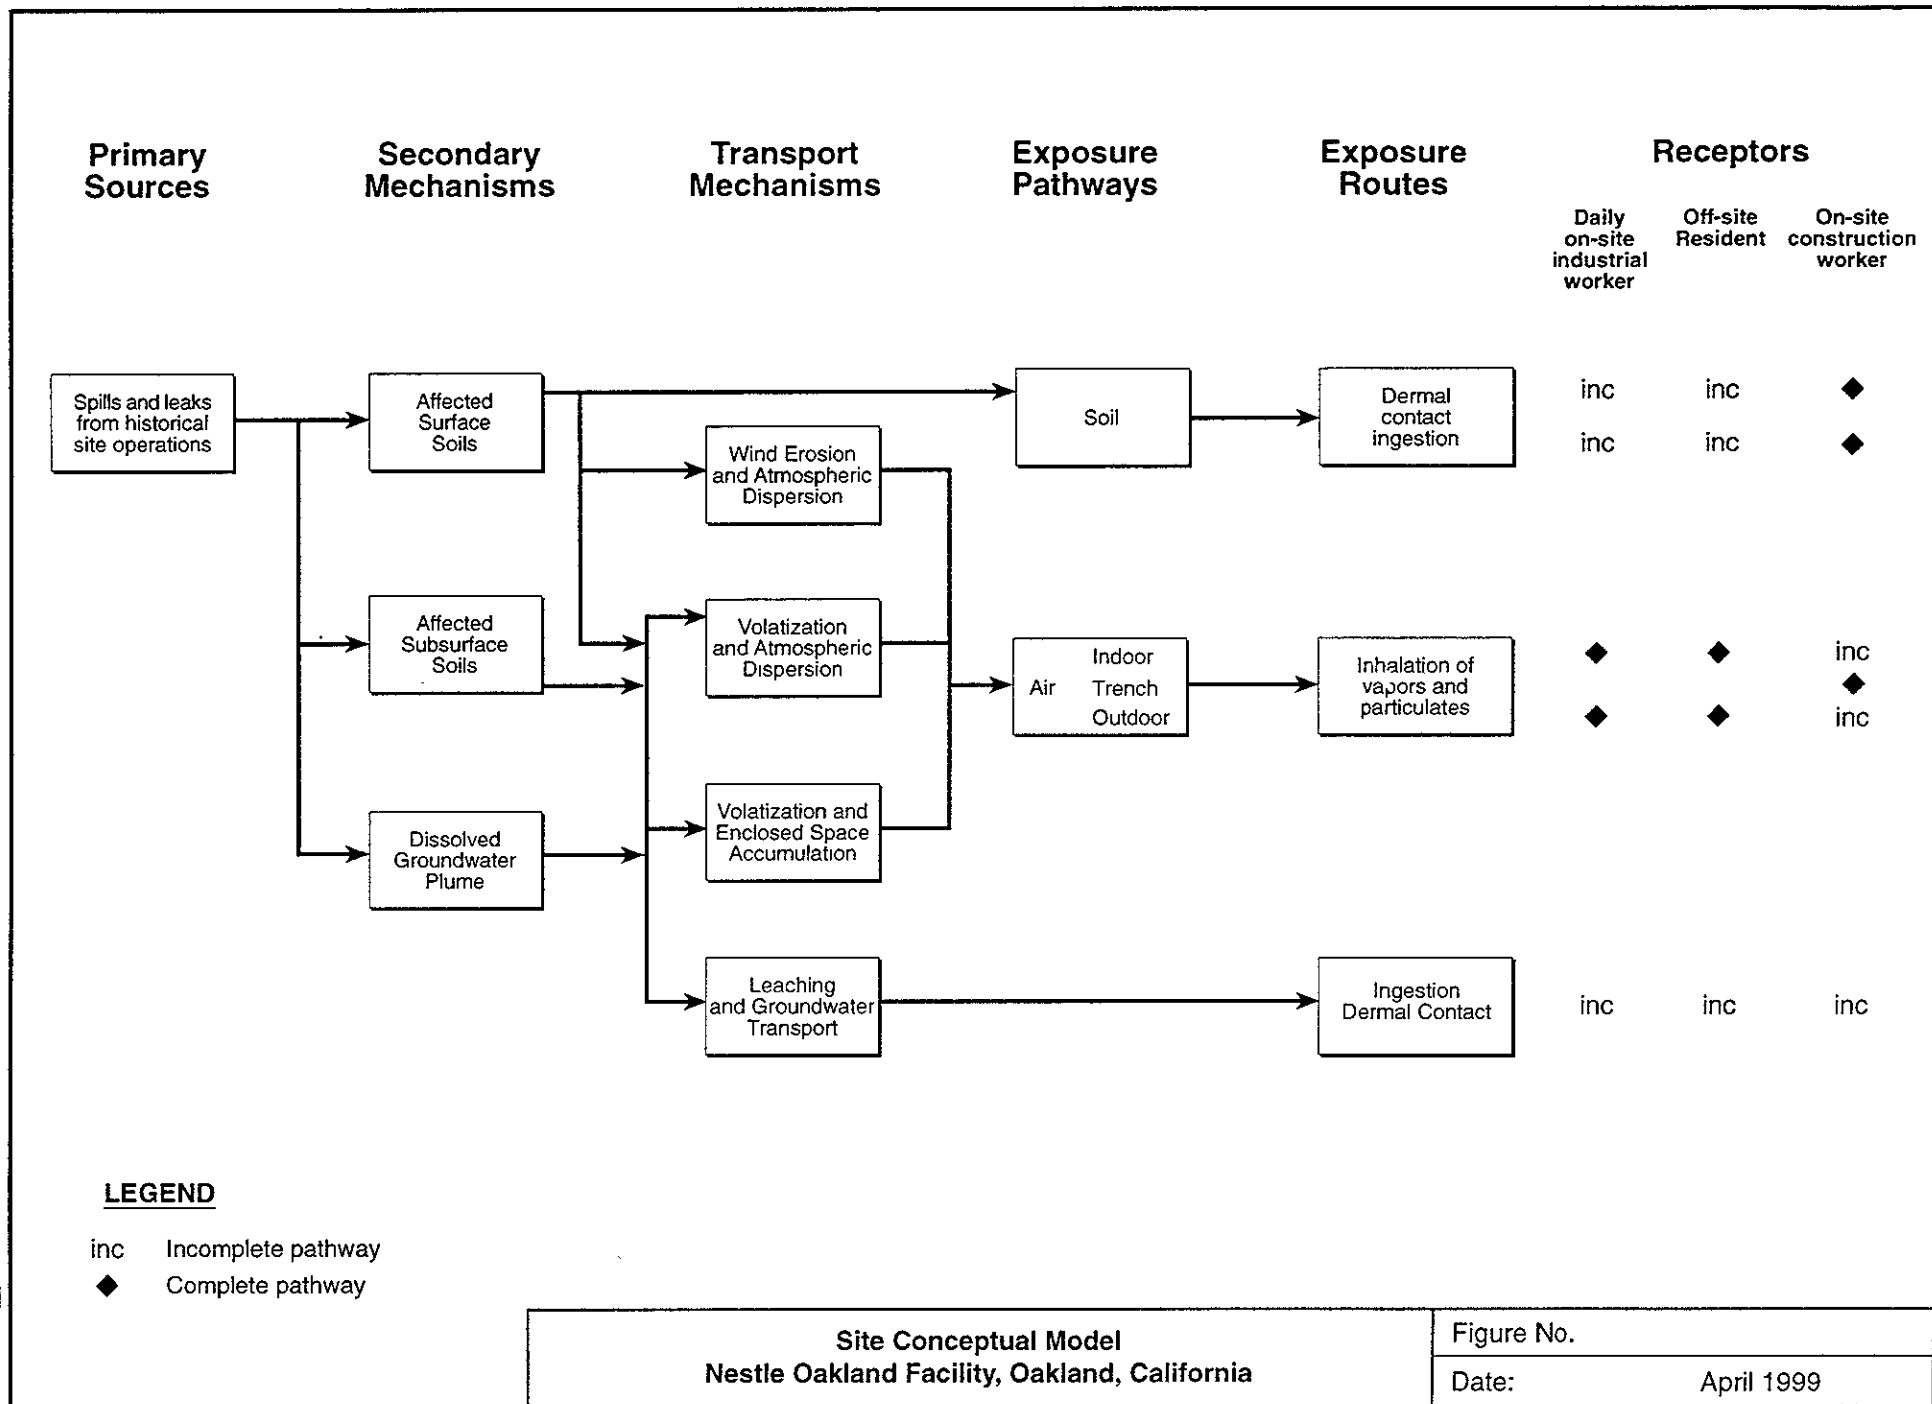 Primary
Sources
Secondary
Mechanisms
Transport
Mechanisms
Exposure
Pathways
Exposure
Routes
Receptors
Daily
on-site
industrial
worker
Off-site
Resident
On-site
construction
worker
Spills and leaks
from historical
site operations
Affected
Surface
Soils
Soil
Dermal
contact
ingestion
inc inc ◆
inc inc ◆
Wind Erosion
and Atmospheric
Dispersion
Affected
Subsurface
Soils
Volatization
and Atmospheric
Dispersion
Air
Indoor
Trench
Outdoor
Inhalation of
vapors and
particulates
◆ ◆ inc
◆
◆ ◆ inc
Dissolved
Groundwater
Plume
Volatization and
Enclosed Space
Accumulation
Leaching
and Groundwater
Transport
Ingestion
Dermal Contact
inc inc inc
LEGEND
inc Incomplete pathway
◆ Complete pathway
Site Conceptual Model
Nestle Oakland Facility, Oakland, California
Figure No.
Date: April 1999